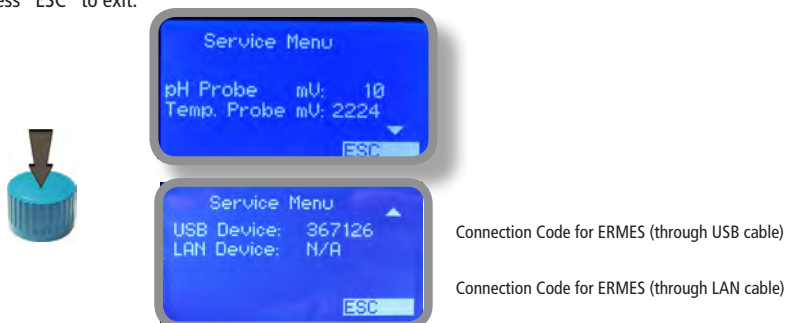 ess "ESC" to exit.
Service Menu
pH Probe mV: 10
Temp. Probe mV: 2224
ESC
Service Menu
USB Device: 367126
LAN Device: N/A
ESC
Connection Code for ERMES (through USB cable)
Connection Code for ERMES (through LAN cable)